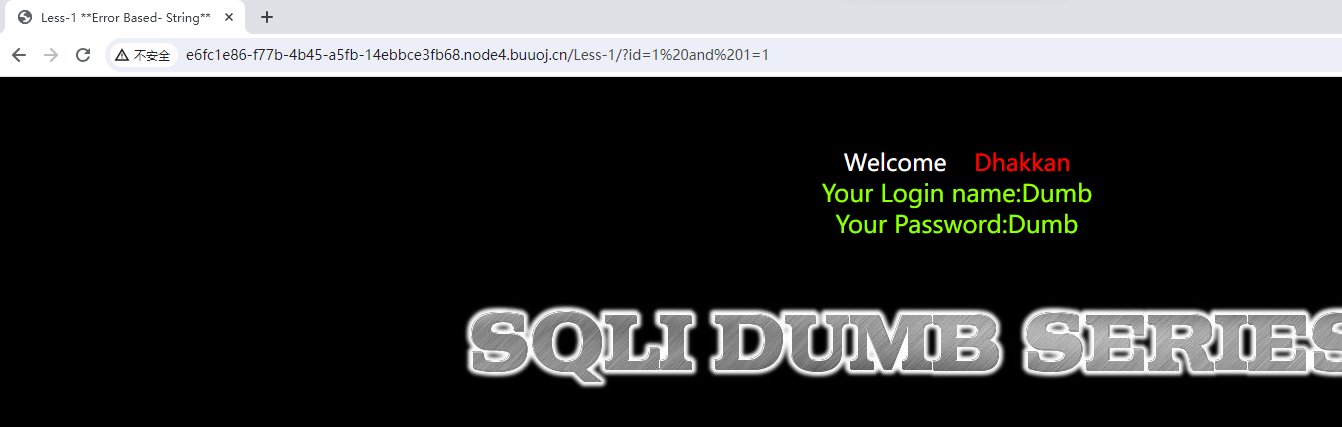 Less-1 **Error Based- String**
不安全 e6fc1e86-f77b-4b45-a5fb-14ebbce3fb68.node4.buuoj.cn/Less-1/?id=1%20and%201=1
Welcome Dhakkan
Your Login name:Dumb
Your Password:Dumb
SQLI DUMB SERIES